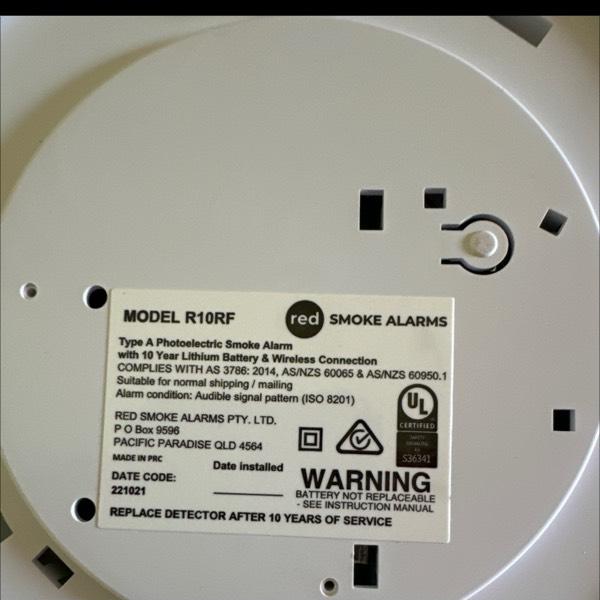 MODEL R10RF
red SMOKE ALARMS
Type A Photoelectric Smoke Alarm
with 10 Year Lithium Battery & Wireless Connection
COMPLIES WITH AS 3786: 2014, AS/NZS 60065 & AS/NZS 60950.1
Suitable for normal shipping / mailing
Alarm condition: Audible signal pattern (ISO 8201)
RED SMOKE ALARMS PTY. LTD.
P O Box 9596
PACIFIC PARADISE QLD 4564
MADE IN PRC
DATE CODE:
221021
Date installed
UL
CERTIFIED
SAFETY
S36341
WARNING
BATTERY NOT REPLACEABLE
- SEE INSTRUCTION MANUAL
REPLACE DETECTOR AFTER 10 YEARS OF SERVICE